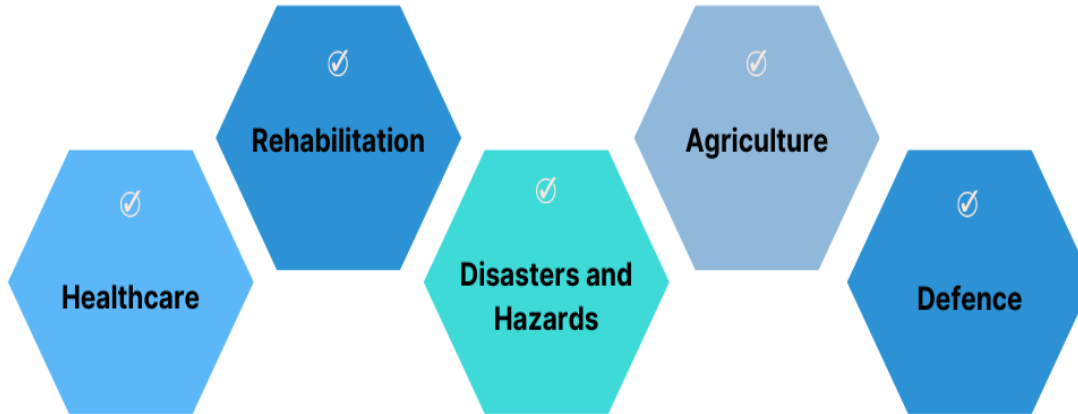 Healthcare
Rehabilitation
Disasters and
Hazards
Agriculture
Defence